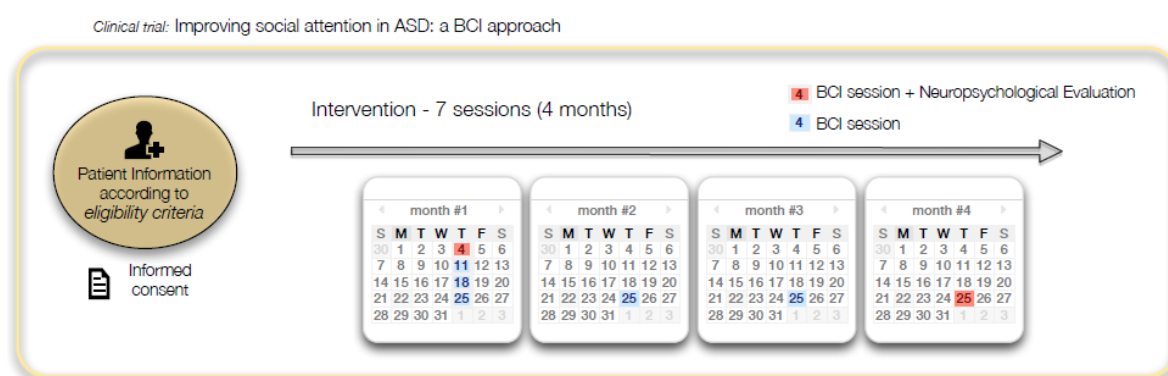 Clinical trial: Improving social attention in ASD: a BCI approach
Intervention - 7 sessions (4 months)
4 BCI session + Neuropsychological Evaluation
4 BCI session
Patient Information
according to
eligibility criteria
Informed
consent
month #1
S M T W T F S
30 1 2 3 4 5 6
7 8 9 10 11 12 13
14 15 16 17 18 19 20
21 22 23 24 25 26 27
28 29 30 31 1 2 3
month #2
S M T W T F S
30 1 2 3 4 5 6
7 8 9 10 11 12 13
14 15 16 17 18 19 20
21 22 23 24 25 26 27
28 29 30 31 1 2 3
month #3
S M T W T F S
30 1 2 3 4 5 6
7 8 9 10 11 12 13
14 15 16 17 18 19 20
21 22 23 24 25 26 27
28 29 30 31 1 2 3
month #4
S M T W T F S
30 1 2 3 4 5 6
7 8 9 10 11 12 13
14 15 16 17 18 19 20
21 22 23 24 25 26 27
28 29 30 31 1 2 3